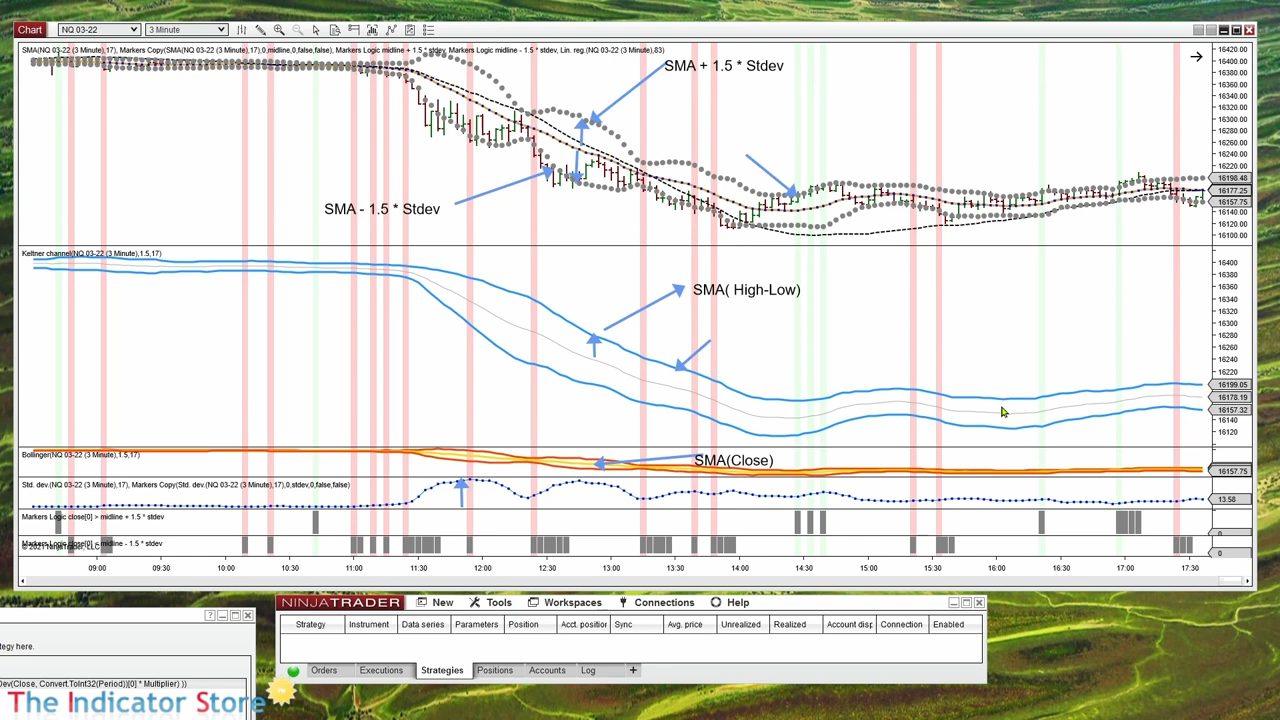 Chart
NQ 03-22
3 Minute
SMA(NQ 03-22 (3 Minute),17), Markers Copy(SMA(NQ 03-22 (3 Minute),17),0,midline,0,false,false), Markers Logic midline + 1.5 * stdev, Markers Logic midline - 1.5 * stdev, Lin. reg.(NQ 03-22 (3 Minute),83)
SMA + 1.5 * Stdev
SMA - 1.5 * Stdev
16420.00
16400.00
16380.00
16360.00
16340.00
16320.00
16300.00
16280.00
16260.00
16240.00
16220.00
16198.48
16177.25
16157.75
16140.00
16120.00
16100.00
Keltner channel(NQ 03-22 (3 Minute),1.5,17)
SMA( High-Low)
16400
16380
16360
16340
16320
16300
16280
16260
16240
16220
16199.05
16178.19
16157.32
16140
16120
Bollinger(NQ 03-22 (3 Minute),1.5,17)
SMA(Close)
16157.75
Std. dev.(NQ 03-22 (3 Minute),17), Markers Copy(Std. dev.(NQ 03-22 (3 Minute),17),0,stdev,0,false,false)
13.58
Markers Logic close[0] > midline + 1.5 * stdev
0
Markers Logic close[0] < midline - 1.5 * stdev
© 2021 NinjaTrader, LLC
0
09:00 09:30 10:00 10:30 11:00 11:30 12:00 12:30 13:00 13:30 14:00 14:30 15:00 15:30 16:00 16:30 17:00 17:30
NINJATRADER New Tools Workspaces Connections Help
Strategy Instrument Data series Parameters Position Acct. position Sync Avg. price Unrealized Realized Account disp Connection Enabled
Orders Executions Strategies Positions Accounts Log +
tegy here.
Dev(Close, Convert.ToInt32(Period))[0] * Multiplier) ))
The Indicator Store